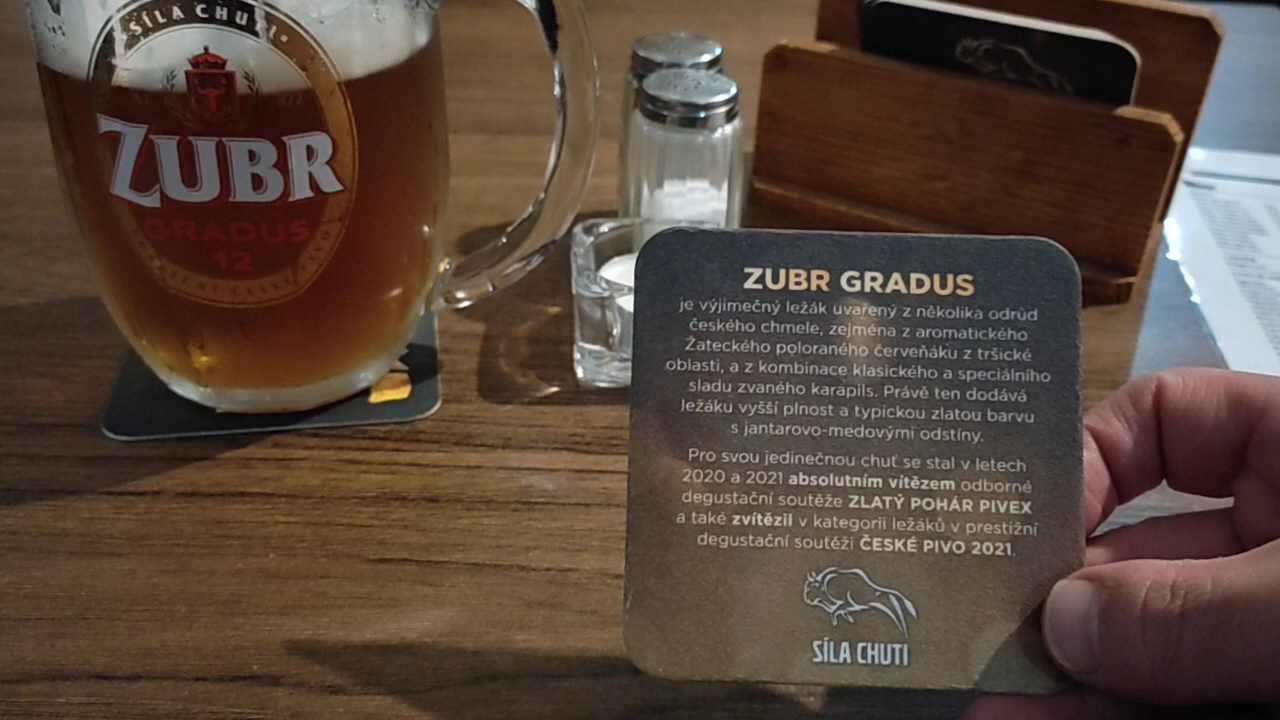 SÍLA CHUTI
ZUBR
GRADUS
12
ZUBR GRADUS
je výjimečný ležák uvařený z několika odrůd
českého chmele, zejména z aromatického
Žateckého poloraného červeňáku z tršické
oblasti, a z kombinace klasického a speciálního
sladu zvaného karapils. Právě ten dodává
ležáku vyšší plnost a typickou zlatou barvu
s jantarovo-medovými odstíny.
Pro svou jedinečnou chuť se stal v letech
2020 a 2021 absolutním vítězem odborné
degustační soutěže ZLATÝ POHÁR PIVEX
a také zvítězil v kategorii ležáků v prestižní
degustační soutěži ČESKÉ PIVO 2021.
SÍLA CHUTI